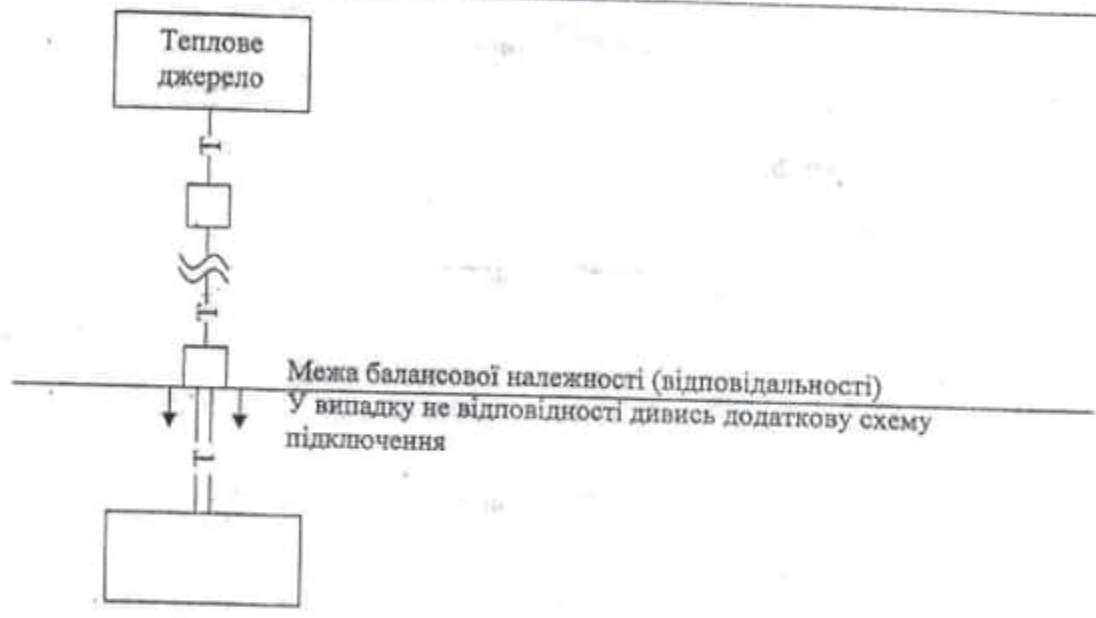 Теплове
джерело
Т
Т
Межа балансової належності (відповідальності)
У випадку не відповідності дивись додаткову схему
підключення
Т